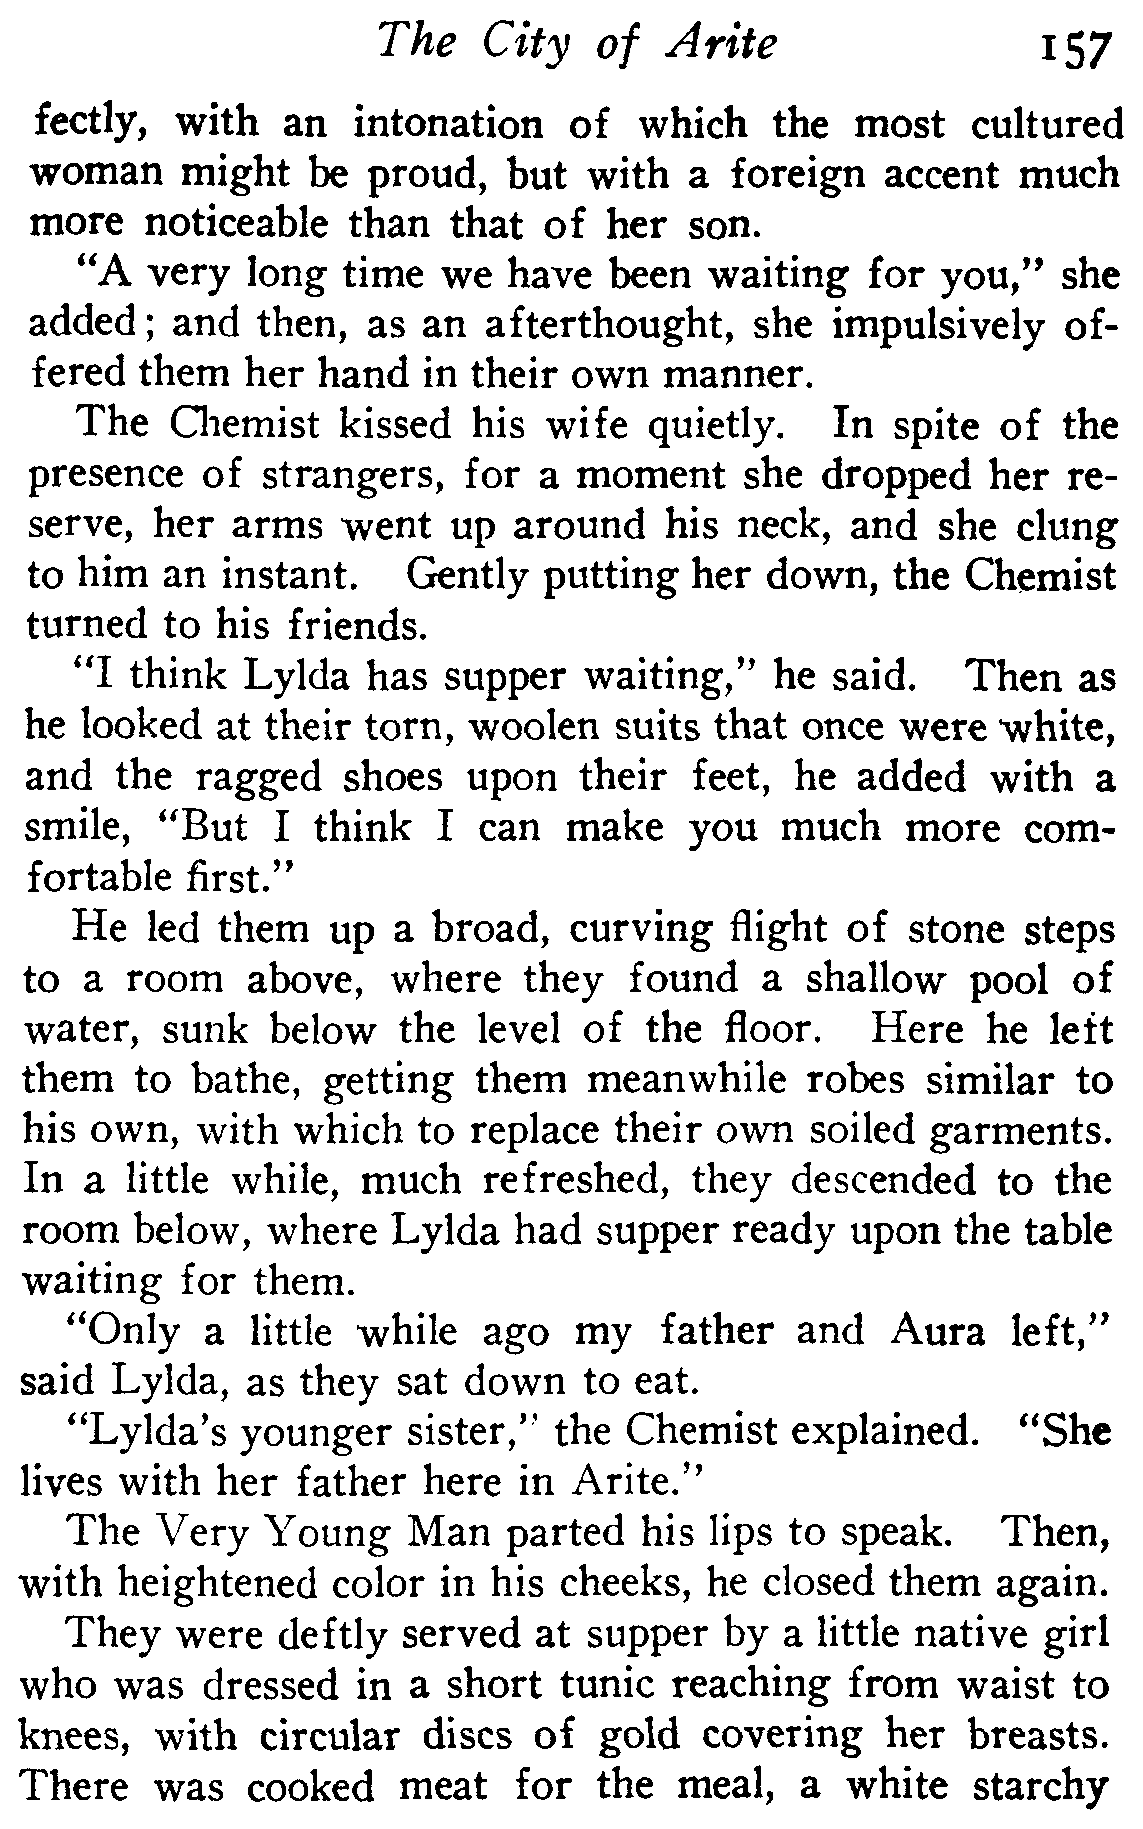 The City of Arite 157
fectly, with an intonation of which the most cultured
woman might be proud, but with a foreign accent much
more noticeable than that of her son.
"A very long time we have been waiting for you," she
added; and then, as an afterthought, she impulsively of-
fered them her hand in their own manner.
The Chemist kissed his wife quietly. In spite of the
presence of strangers, for a moment she dropped her re-
serve, her arms went up around his neck, and she clung
to him an instant. Gently putting her down, the Chemist
turned to his friends.
"I think Lylda has supper waiting," he said. Then as
he looked at their torn, woolen suits that once were white,
and the ragged shoes upon their feet, he added with a
smile, "But I think I can make you much more com-
fortable first."
He led them up a broad, curving flight of stone steps
to a room above, where they found a shallow pool of
water, sunk below the level of the floor. Here he left
them to bathe, getting them meanwhile robes similar to
his own, with which to replace their own soiled garments.
In a little while, much refreshed, they descended to the
room below, where Lylda had supper ready upon the table
waiting for them.
"Only a little while ago my father and Aura left,"
said Lylda, as they sat down to eat.
"Lylda's younger sister," the Chemist explained. "She
lives with her father here in Arite."
The Very Young Man parted his lips to speak. Then,
with heightened color in his cheeks, he closed them again.
They were deftly served at supper by a little native girl
who was dressed in a short tunic reaching from waist to
knees, with circular discs of gold covering her breasts.
There was cooked meat for the meal, a white starchy